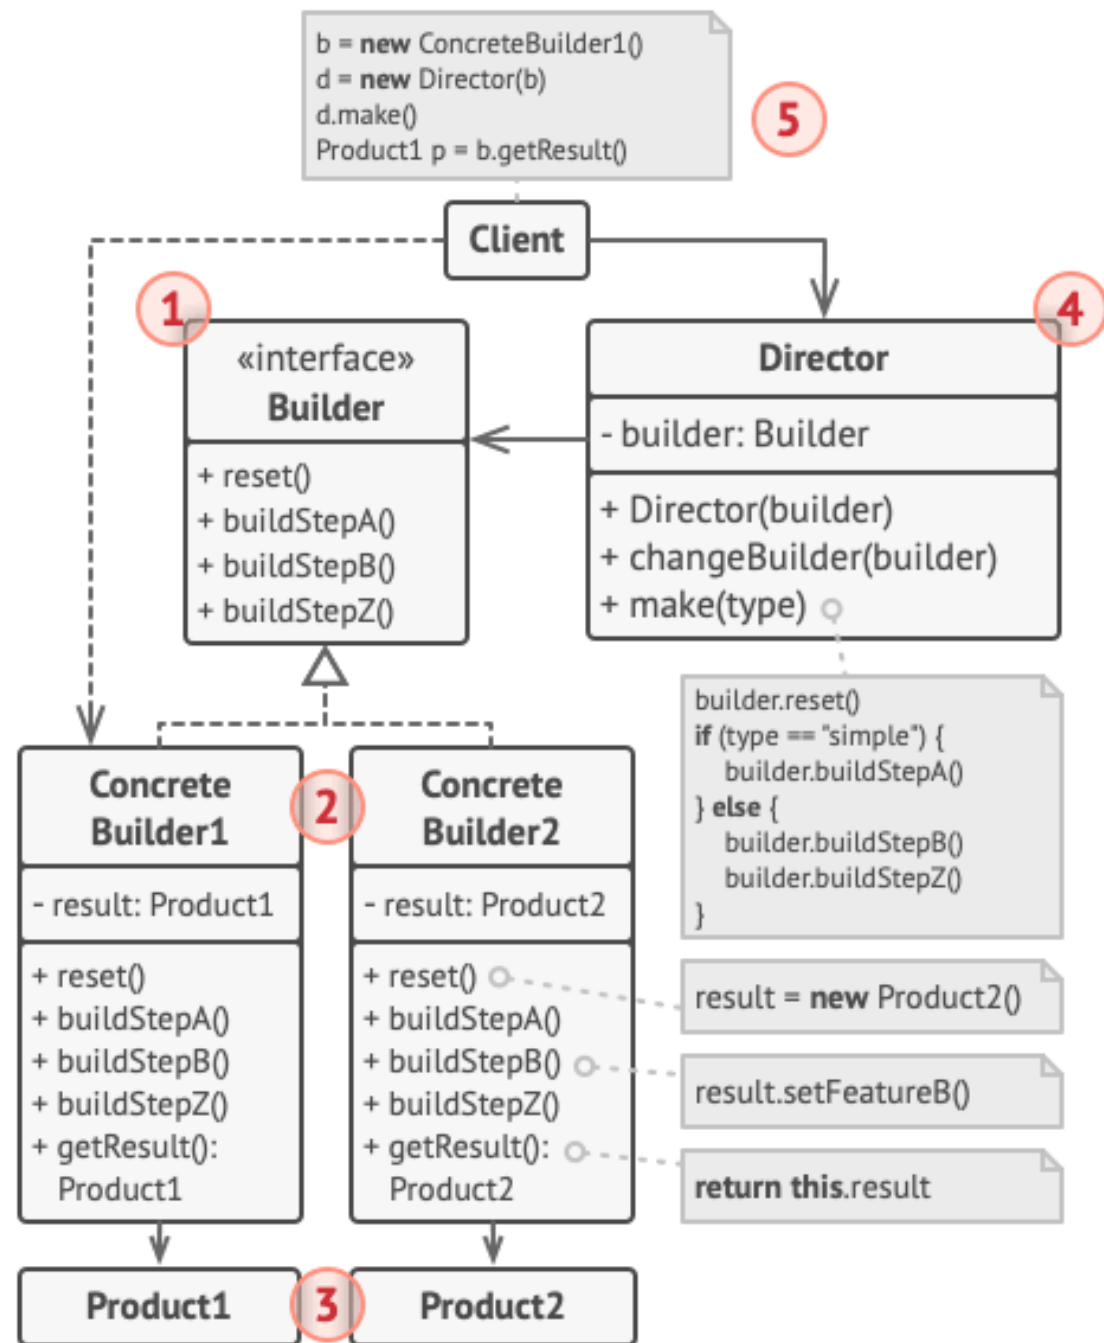 b = new ConcreteBuilder1()
d = new Director(b)
d.make()
Product1 p = b.getResult()
5
Client
1
«interface»
Builder
+ reset()
+ buildStepA()
+ buildStepB()
+ buildStepZ()
4
Director
- builder: Builder
+ Director(builder)
+ changeBuilder(builder)
+ make(type)
builder.reset()
if (type == "simple") {
builder.buildStepA()
} else {
builder.buildStepB()
builder.buildStepZ()
}
Concrete
Builder1
- result: Product1
+ reset()
+ buildStepA()
+ buildStepB()
+ buildStepZ()
+ getResult():
Product1
2
Concrete
Builder2
- result: Product2
+ reset()
+ buildStepA()
+ buildStepB()
+ buildStepZ()
+ getResult():
Product2
result = new Product2()
result.setFeatureB()
return this.result
Product1
3
Product2